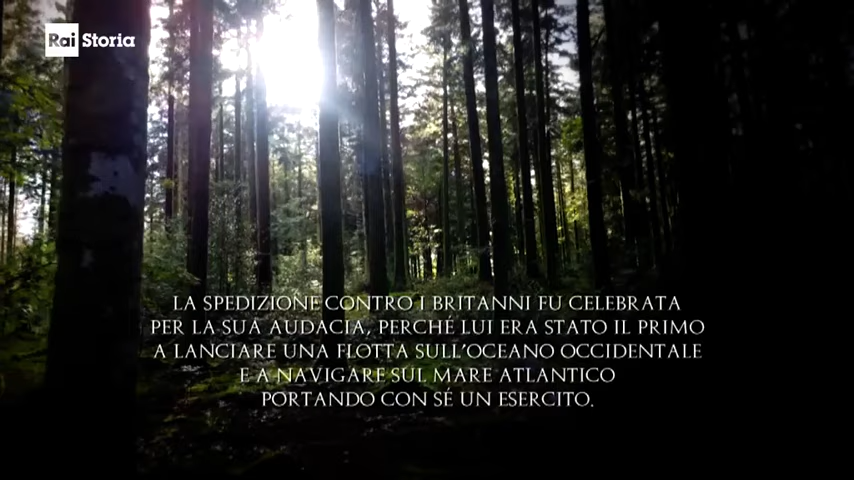 Rai Storia
LA SPEDIZIONE CONTRO I BRITANNI FU CELEBRATA
PER LA SUA AUDACIA, PERCHÉ LUI ERA STATO IL PRIMO
A LANCIARE UNA FLOTTA SULL'OCEANO OCCIDENTALE
E A NAVIGARE SUL MARE ATLANTICO
PORTANDO CON SÉ UN ESERCITO.